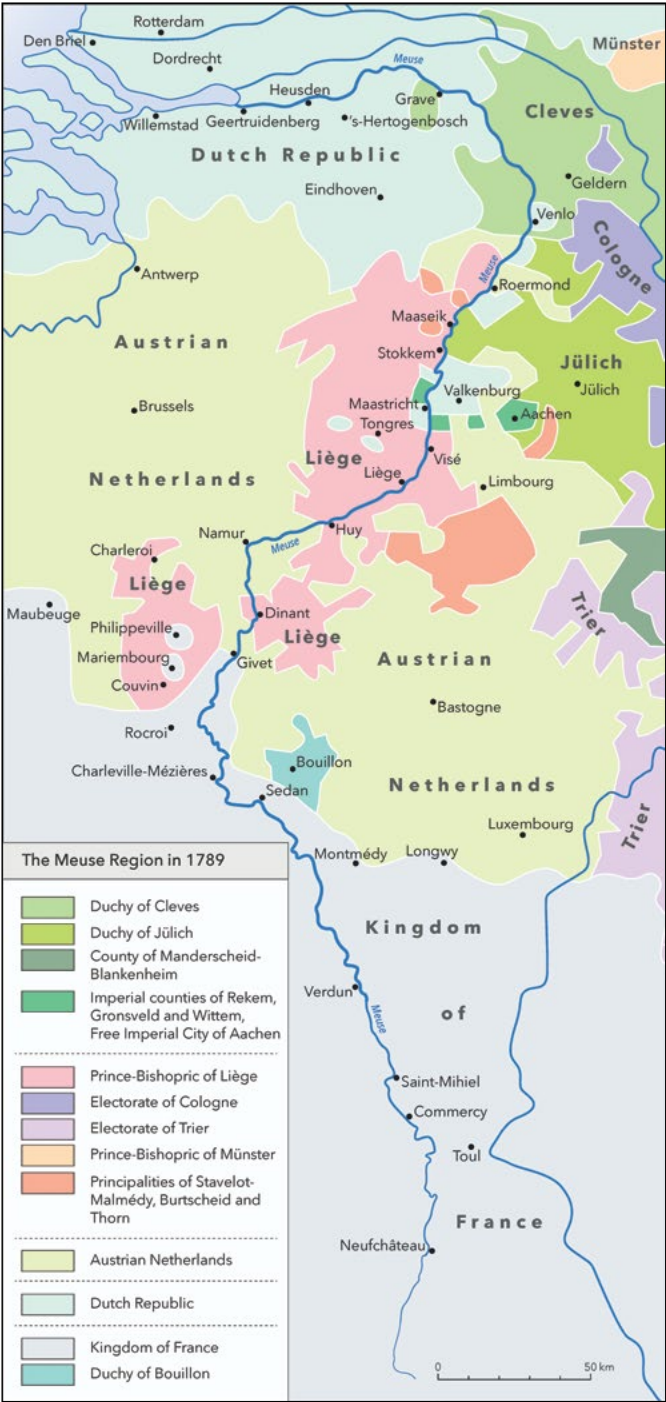 Rotterdam
Den Briel
Münster
Dordrecht
Meuse
Heusden
Grave
Cleves
Willemstad
Geertruidenberg
's-Hertogenbosch
Dutch Republic
Geldern
Eindhoven
Venlo
Cologne
Meuse
Antwerp
Roermond
Maaseik
Austrian
Stokkem
Jülich
Valkenburg
Jülich
Maastricht
Brussels
Aachen
Tongres
Liège
Visé
Netherlands
Liège
Limbourg
Huy
Namur
Meuse
Charleroi
Liège
Maubeuge
Dinant
Trier
Philippeville
Liège
Mariembourg
Givet
Austrian
Couvin
Bastogne
Rocroi
Bouillon
Charleville-Mézières
Netherlands
Sedan
Luxembourg
Trier
Montmédy
Longwy
Kingdom
Verdun
Meuse
of
Saint-Mihiel
Commercy
Toul
France
Neufchâteau
0
50 km
The Meuse Region in 1789
Duchy of Cleves
Duchy of Jülich
County of Manderscheid-
Blankenheim
Imperial counties of Rekem,
Gronsveld and Wittem,
Free Imperial City of Aachen
Prince-Bishopric of Liège
Electorate of Cologne
Electorate of Trier
Prince-Bishopric of Münster
Principalities of Stavelot-
Malmédy, Burtscheid and
Thorn
Austrian Netherlands
Dutch Republic
Kingdom of France
Duchy of Bouillon